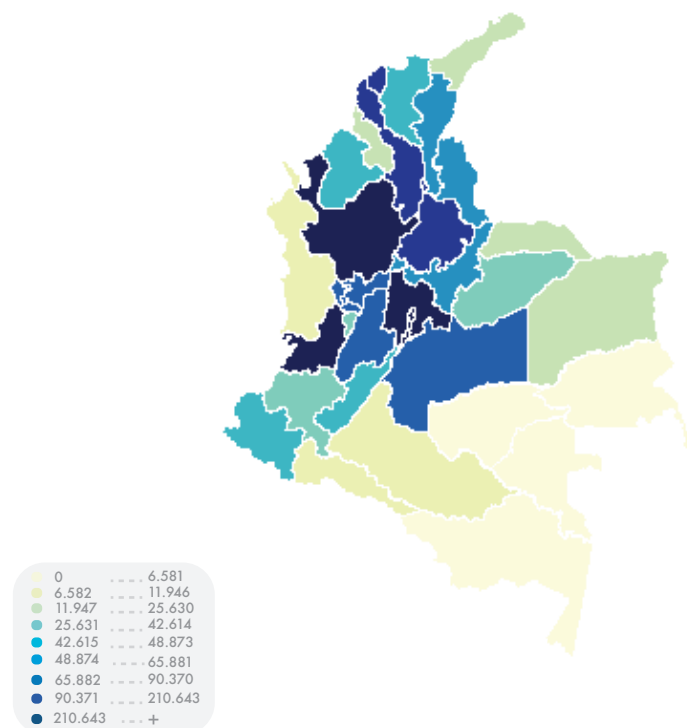 0 ---- 6.581
6.582 ---- 11.946
11.947 ---- 25.630
25.631 ---- 42.614
42.615 ---- 48.873
48.874 ---- 65.881
65.882 ---- 90.370
90.371 ---- 210.643
210.643 ---- +